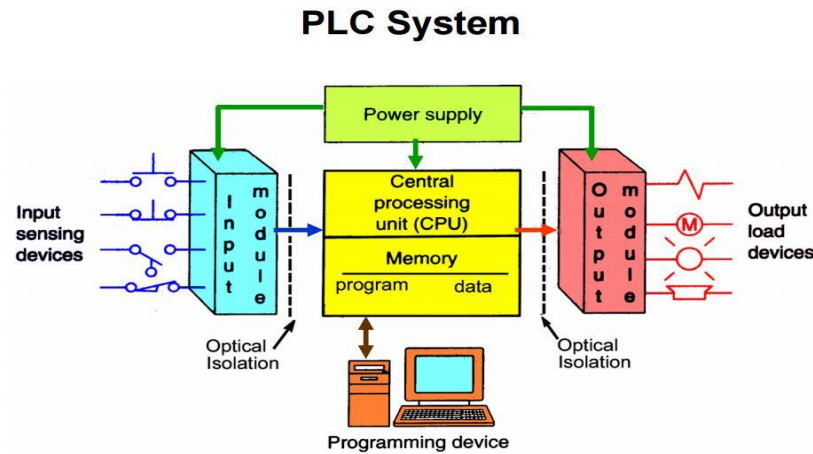 PLC System
Power supply
Input
module
Central
processing
unit (CPU)
Memory
program data
Output
module
Input
sensing
devices
M
Output
load
devices
Optical
Isolation
Optical
Isolation
Programming device